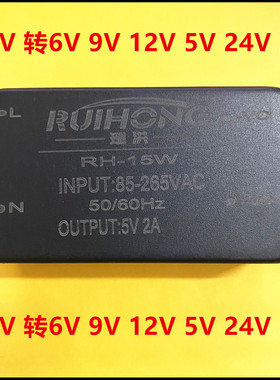 V 转6V 9V 12V 5V 24V
L
RUIHONG
瑞洪
RH-15W
INPUT:85-265VAC
N
50/60Hz
OUTPUT:5V 2A
V 转6V 9V 12V 5V 24V